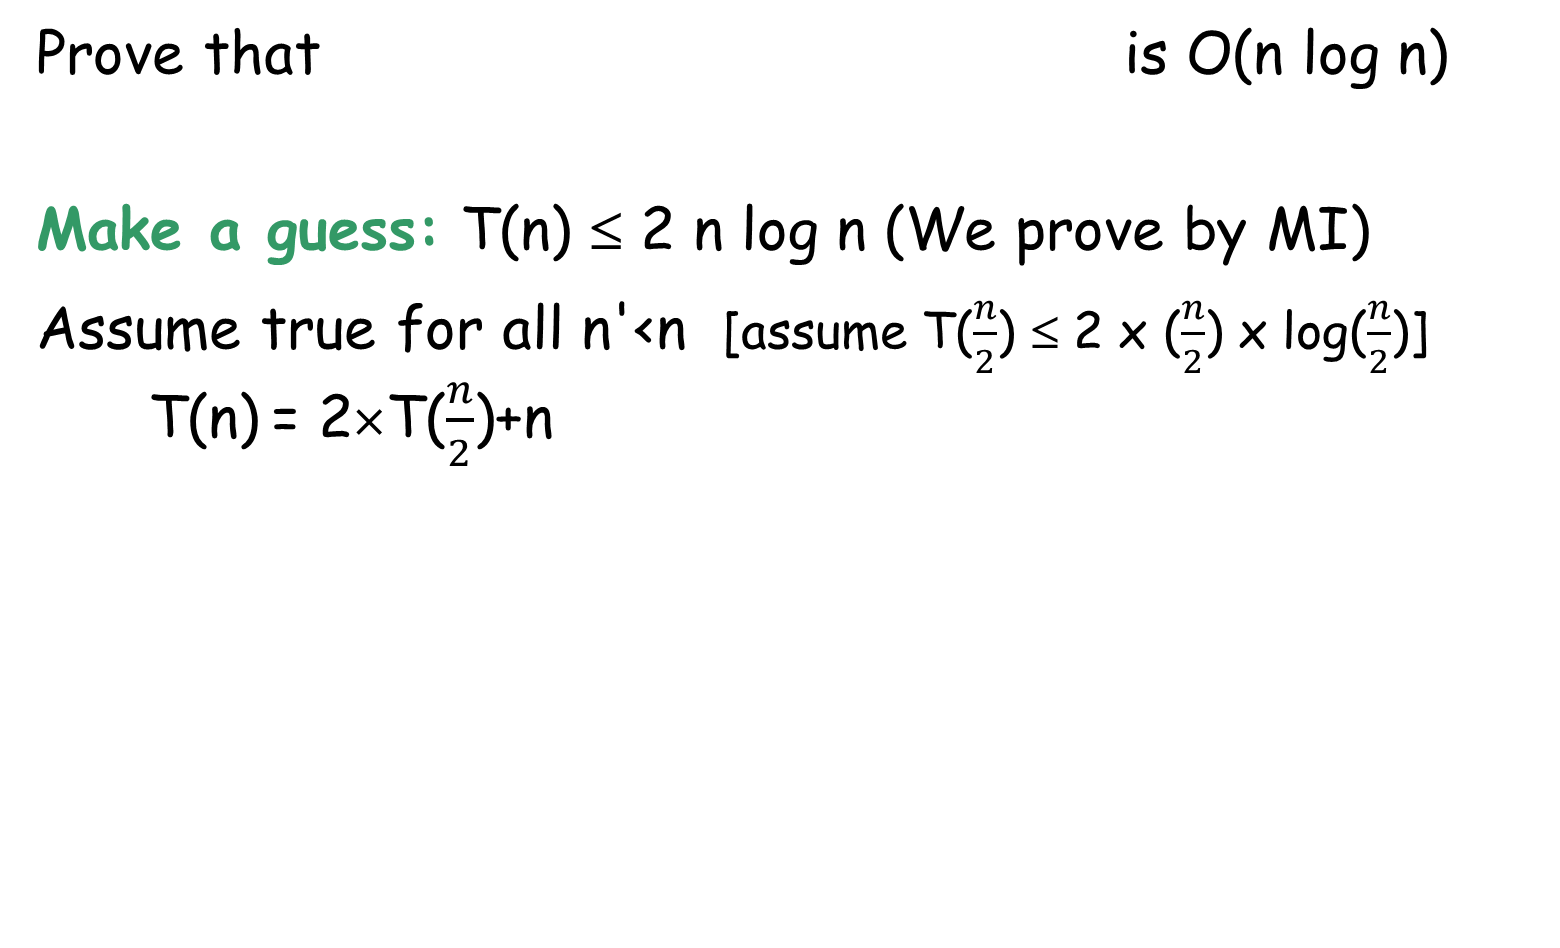 Prove that is O(n log n)
Make a guess: T(n) ≤ 2 n log n (We prove by MI)
Assume true for all n'<n [assume T(n/2) ≤ 2 x (n/2) x log(n/2)]
T(n) = 2×T(n/2)+n